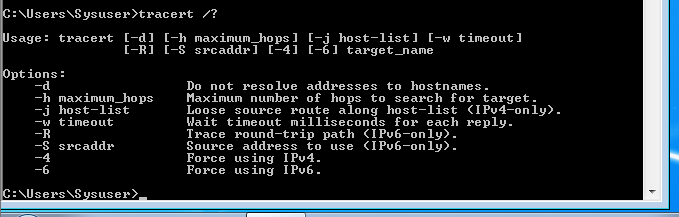 C:\Users\Sysuser>tracert /?
Usage: tracert [-d] [-h maximum_hops] [-j host-list] [-w timeout]
[-R] [-S srcaddr] [-4] [-6] target_name
Options:
-d Do not resolve addresses to hostnames.
-h maximum_hops Maximum number of hops to search for target.
-j host-list Loose source route along host-list (IPv4-only).
-w timeout Wait timeout milliseconds for each reply.
-R Trace round-trip path (IPv6-only).
-S srcaddr Source address to use (IPv6-only).
-4 Force using IPv4.
-6 Force using IPv6.
C:\Users\Sysuser>_